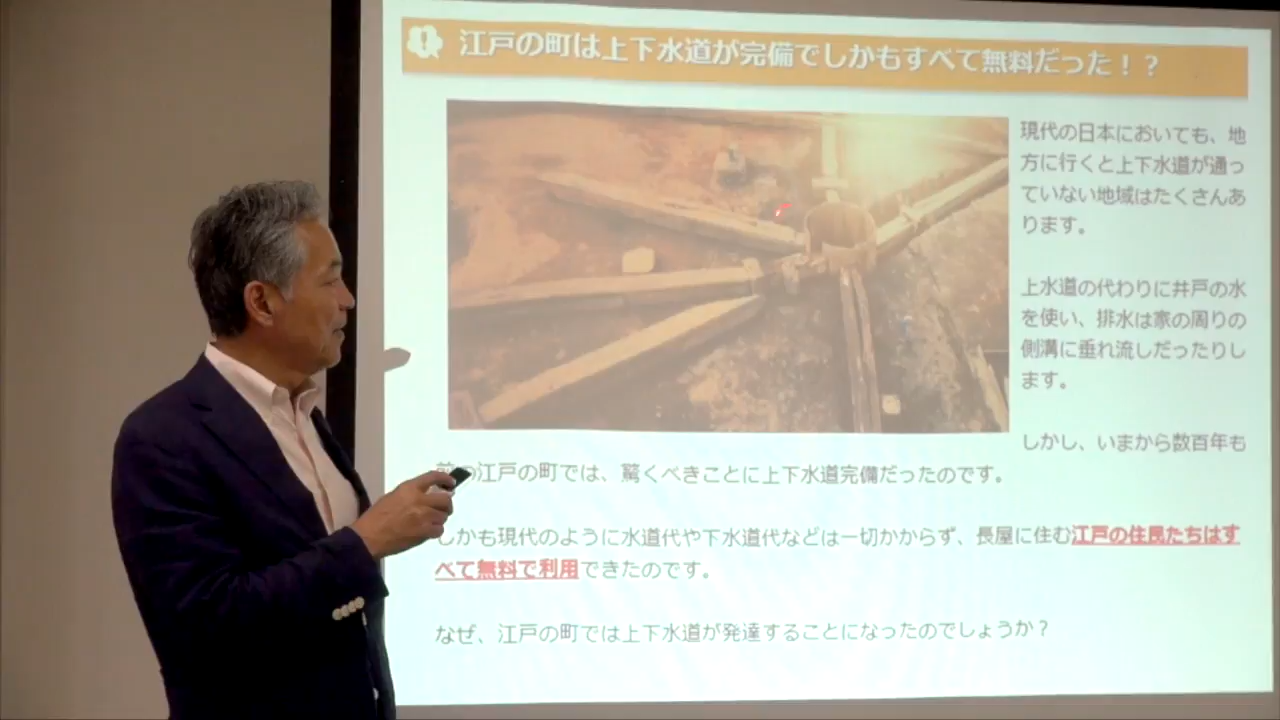 江戸の町は上下水道が完備でしかもすべて無料だった！？
現代の日本においても、地
方に行くと上下水道が通っ
ていない地域はたくさんあ
ります。
上水道の代わりに井戸の水
を使い、排水は家の周りの
側溝に垂れ流しだったりし
ます。
しかし、いまから数百年も
前の江戸の町では、驚くべきことに上下水道完備だったのです。
しかも現代のように水道代や下水道代などは一切かからず、長屋に住む江戸の住民たちはす
べて無料で利用できたのです。
なぜ、江戸の町では上下水道が発達することになったのでしょうか？